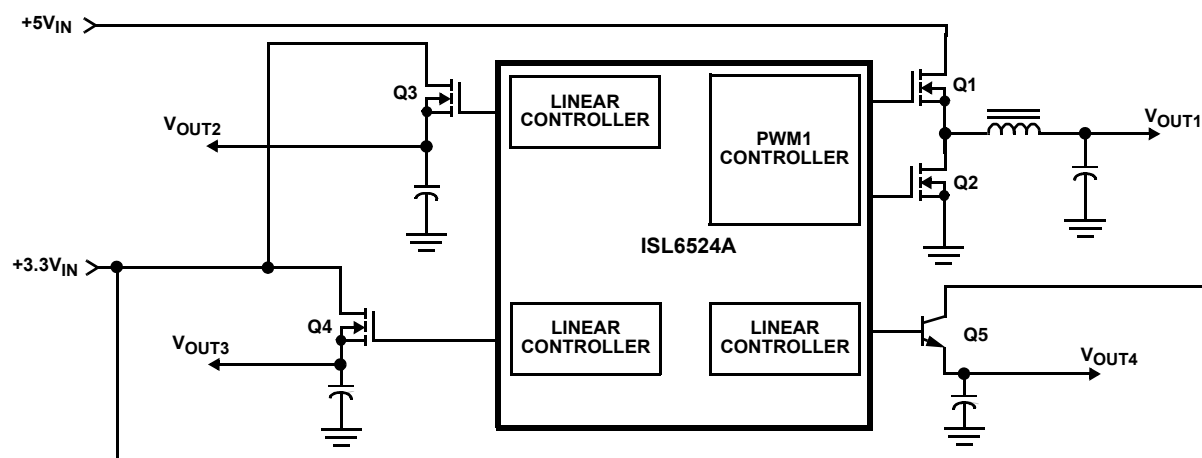 +5VIN
Q3
LINEAR
CONTROLLER
Q1
VOUT2
PWM1
CONTROLLER
VOUT1
Q2
ISL6524A
+3.3VIN
Q4
LINEAR
CONTROLLER
LINEAR
CONTROLLER
Q5
VOUT3
VOUT4